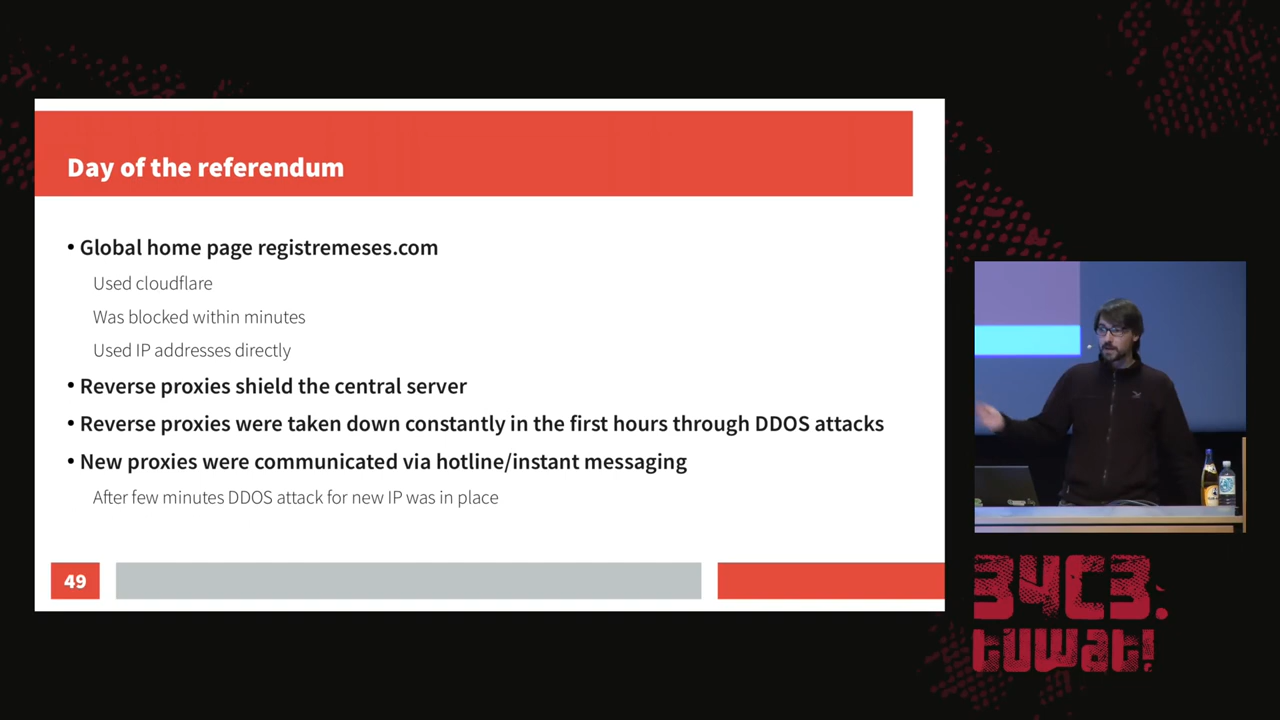 Day of the referendum
• Global home page registremeses.com
Used cloudflare
Was blocked within minutes
Used IP addresses directly
• Reverse proxies shield the central server
• Reverse proxies were taken down constantly in the first hours through DDOS attacks
• New proxies were communicated via hotline/instant messaging
After few minutes DDOS attack for new IP was in place
49
34C3.
tuwat!